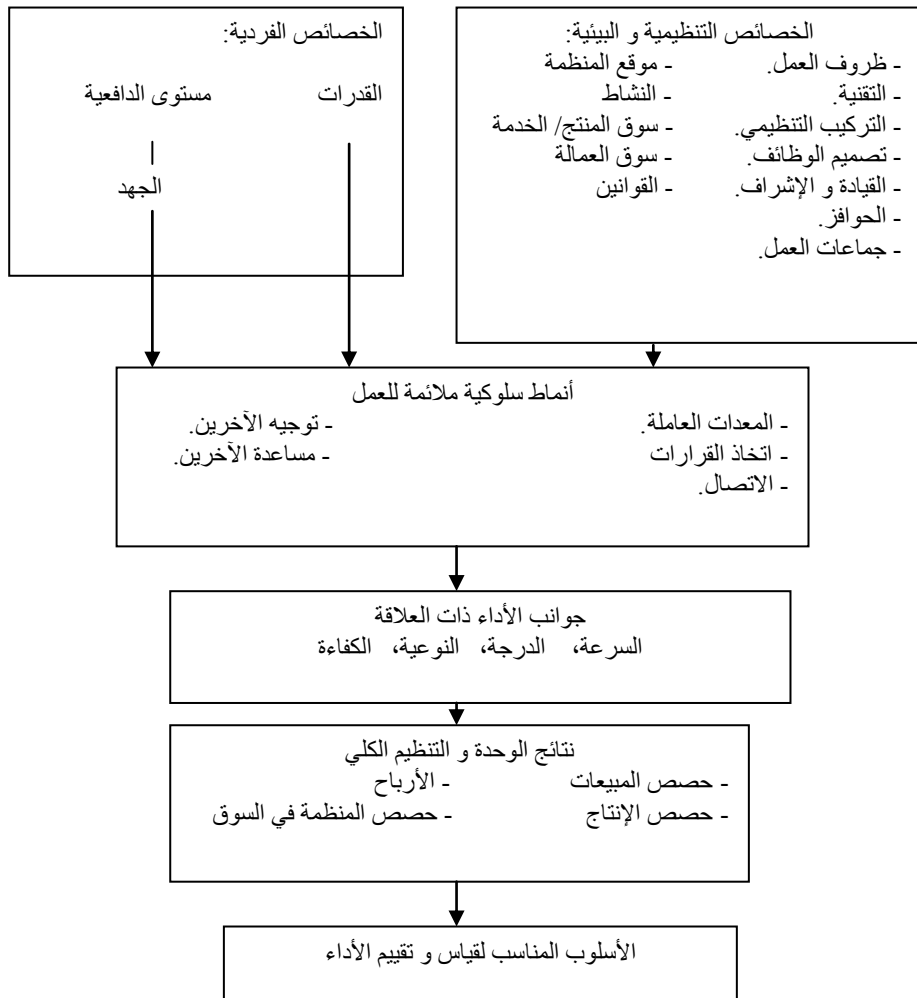 الخصائص التنظيمية و البيئية:
- ظروف العمل.
- التقنية.
- التركيب التنظيمي.
- تصميم الوظائف.
- القيادة و الإشراف.
- الحوافز.
- جماعات العمل.
- موقع المنظمة
- النشاط
- سوق المنتج/ الخدمة
- سوق العمالة
- القوانين
الخصائص الفردية:
القدرات
مستوى الدافعية
الجهد
أنماط سلوكية ملائمة للعمل
- المعدات العاملة.
- اتخاذ القرارات
- الاتصال.
- توجيه الآخرين.
- مساعدة الآخرين.
جوانب الأداء ذات العلاقة
السرعة، الدرجة، النوعية، الكفاءة
نتائج الوحدة و التنظيم الكلي
- حصص المبيعات
- حصص الإنتاج
- الأرباح
- حصص المنظمة في السوق
الأسلوب المناسب لقياس و تقييم الأداء